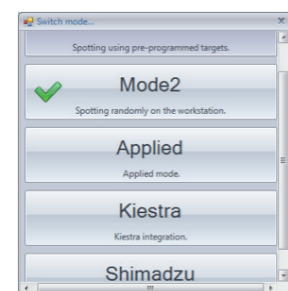 Switch mode...
Spotting using pre-programmed targets.
Mode2
Spotting randomly on the workstation.
Applied
Applied mode.
Kiestra
Kiestra integration.
Shimadzu